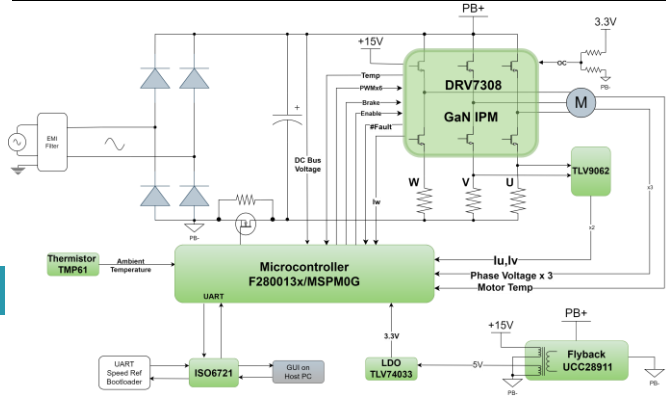 PB+
3.3V
+15V
OC
PB-
Temp
PWMx6
Brake
Enable
#Fault
DRV7308
GaN IPM
M
EMI
Filter
+
DC Bus
Voltage
Iw
W
V
U
TLV9062
x3
x2
PB-
Thermistor
TMP61
Ambient
Temperature
Microcontroller
F280013x/MSPM0G
UART
Iu,Iv
Phase Voltage x 3
Motor Temp
3.3V
PB+
+15V
UART
Speed Ref
Bootloader
ISO6721
GUI on
Host PC
LDO
TLV74033
5V
Flyback
UCC28911
PB-
PB-